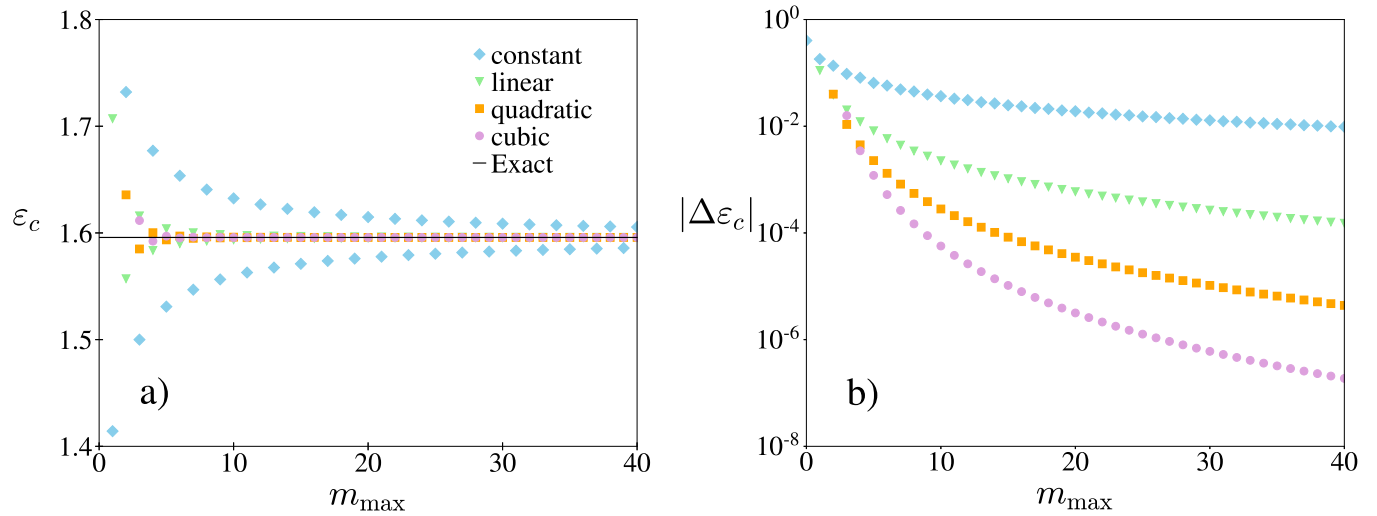 1.8
1.7
1.6
1.5
1.4
ε_c
constant
linear
quadratic
cubic
Exact
a)
0 10 20 30 40
m_max
10^0
10^-2
10^-4
10^-6
10^-8
|Δε_c|
b)
0 10 20 30 40
m_max